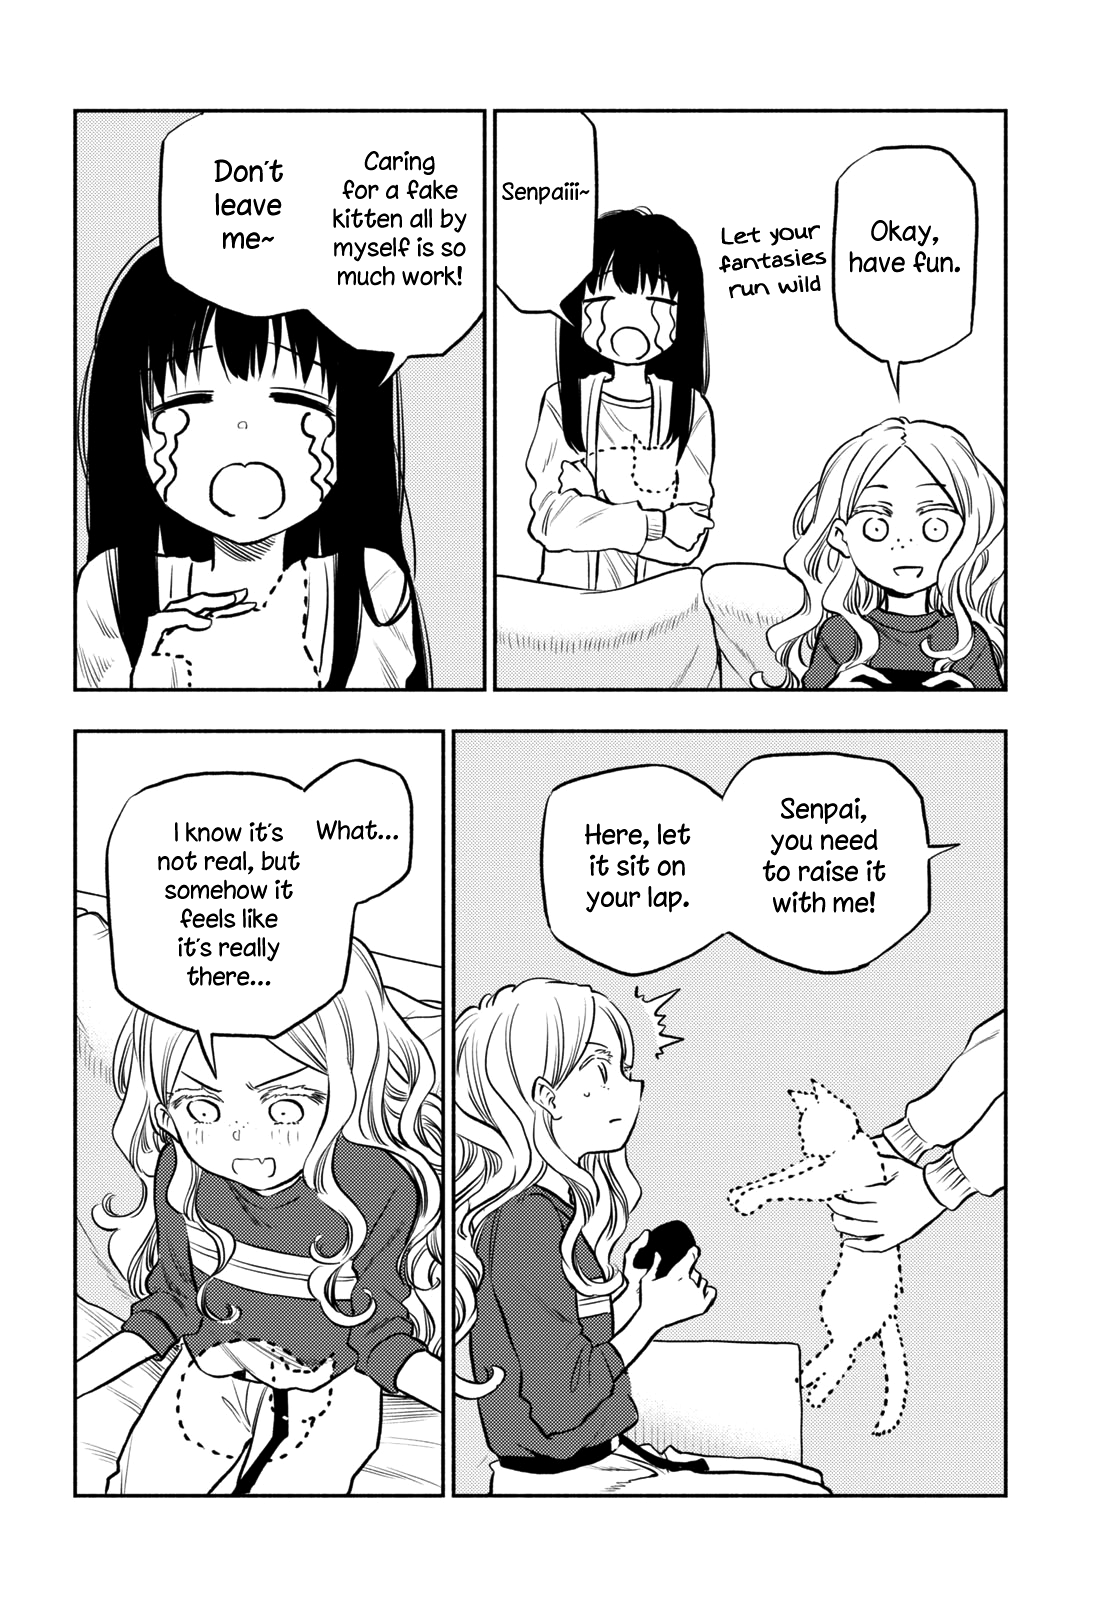 Okay,
have fun.
Let your
fantasies
run wild
Senpaiii~
Caring
for a fake
kitten all by
myself is so
much work!
Don't
leave
me~
Senpai,
you need
to raise it
with me!
Here, let
it sit on
your lap.
What...
I know it's
not real, but
somehow it
feels like
it's really
there...